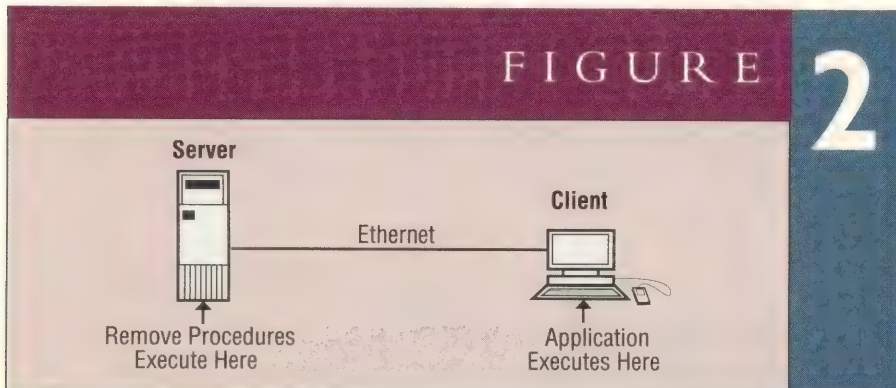 FIGURE 2
Server
Client
Ethernet
Remove Procedures
Execute Here
Application
Executes Here